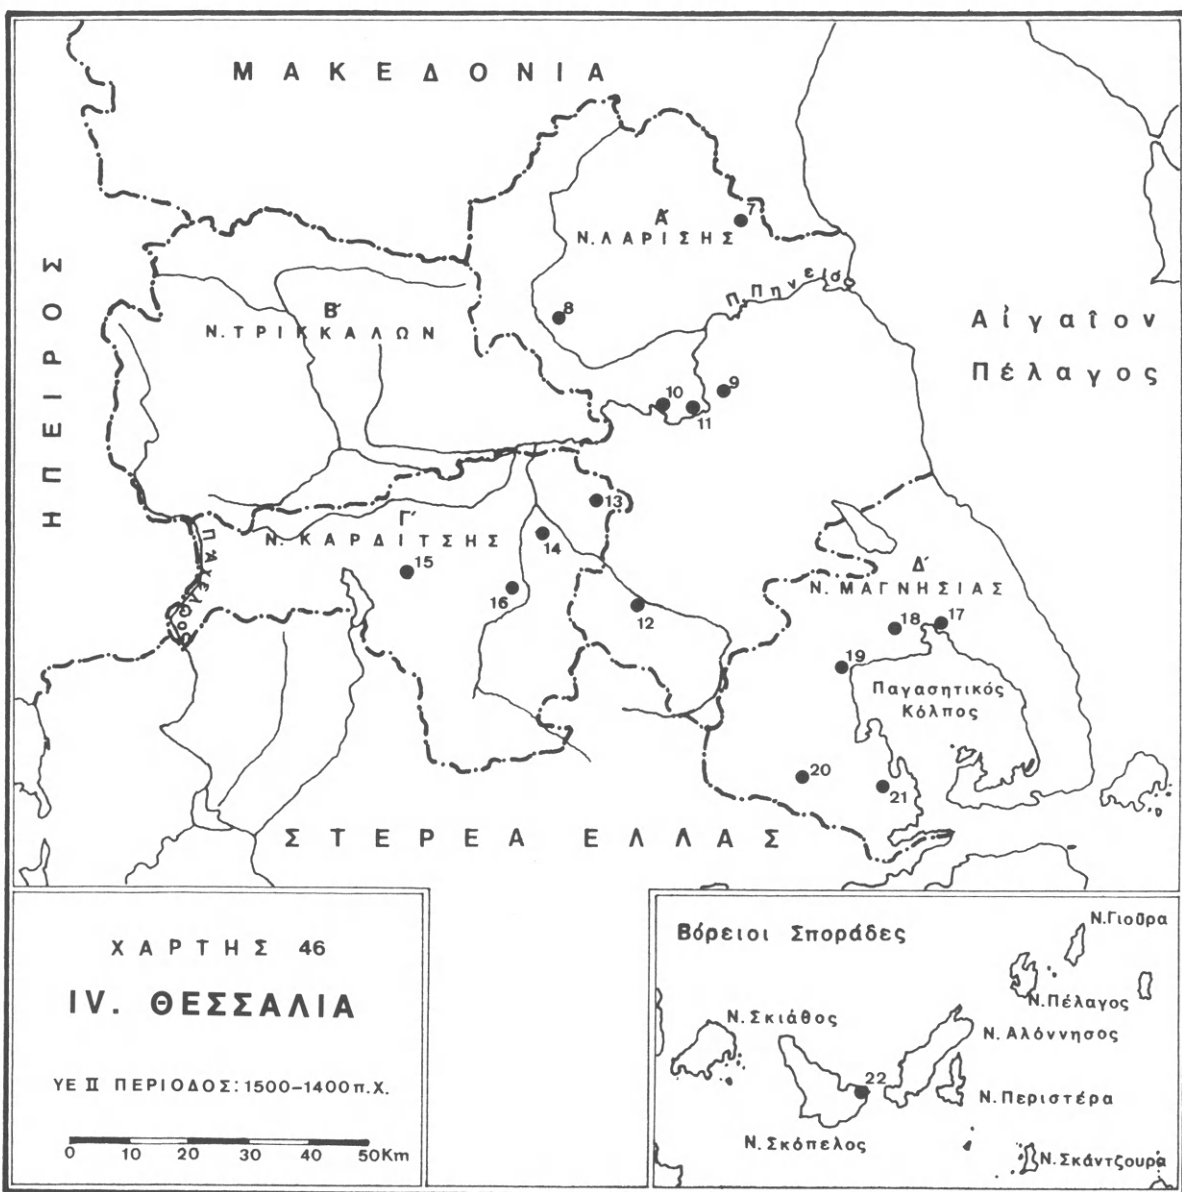 ΜΑΚΕΔΟΝΙΑ
ΗΠΕΙΡΟΣ
Α΄
Ν. ΛΑΡΙΣΗΣ
7
Π. Πηνειός
Β΄
Ν. ΤΡΙΚΚΑΛΩΝ
8
Αἰγαῖον
Πέλαγος
9
10
11
13
Γ΄
Ν. ΚΑΡΔΙΤΣΗΣ
14
15
16
12
Π. ΑΧΕΛΩΟΣ
Δ΄
Ν. ΜΑΓΝΗΣΙΑΣ
18
17
19
Παγασητικός
Κόλπος
20
21
ΣΤΕΡΕΑ ΕΛΛΑΣ
ΧΑΡΤΗΣ 46
IV. ΘΕΣΣΑΛΙΑ
ΥΕ ΙΙ ΠΕΡΙΟΔΟΣ: 1500-1400 π.Χ.
0 10 20 30 40 50Km
Βόρειοι Σποράδες
Ν. Γιοῦρα
Ν. Πέλαγος
Ν. Σκιάθος
Ν. Αλόννησος
22
Ν. Περιστέρα
Ν. Σκόπελος
Ν. Σκάντζουρα